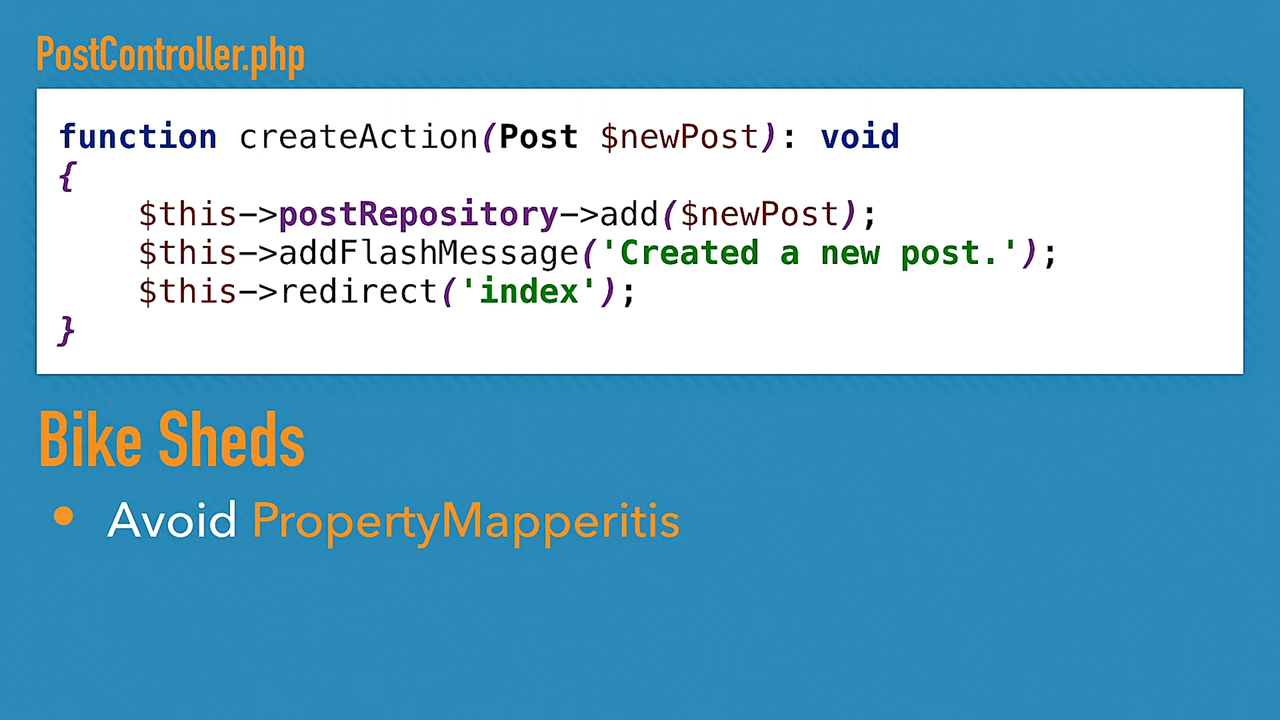 PostController.php
function createAction(Post $newPost): void
{
    $this->postRepository->add($newPost);
    $this->addFlashMessage('Created a new post.');
    $this->redirect('index');
}
Bike Sheds
• Avoid PropertyMapperitis